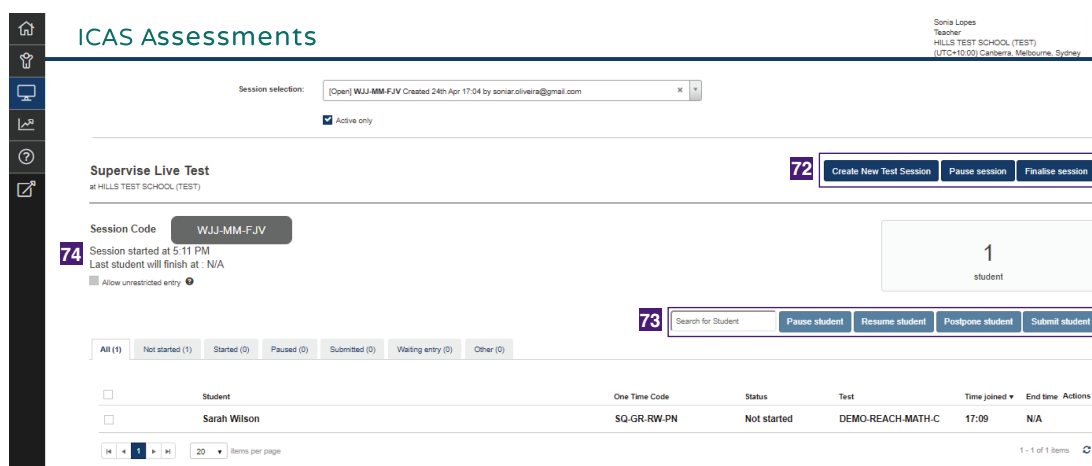 Sonia Lopes
Teacher
HILLS TEST SCHOOL (TEST)
(UTC+10:00) Canberra, Melbourne, Sydney
ICAS Assessments
Session selection:
[Open] WJJ-MM-FJV Created 24th Apr 17:04 by soniar.oliveira@gmail.com
Active only
Supervise Live Test
at HILLS TEST SCHOOL (TEST)
72
Create New Test Session Pause session Finalise session
Session Code WJJ-MM-FJV
74
Session started at 5:11 PM
Last student will finish at : N/A
Allow unrestricted entry
1
student
73
Search for Student Pause student Resume student Postpone student Submit student
All (1) Not started (1) Started (0) Paused (0) Submitted (0) Waiting entry (0) Other (0)
Student One Time Code Status Test Time joined End time Actions
Sarah Wilson SQ-GR-RW-PN Not started DEMO-REACH-MATH-C 17:09 N/A
1 20 items per page 1 - 1 of 1 items